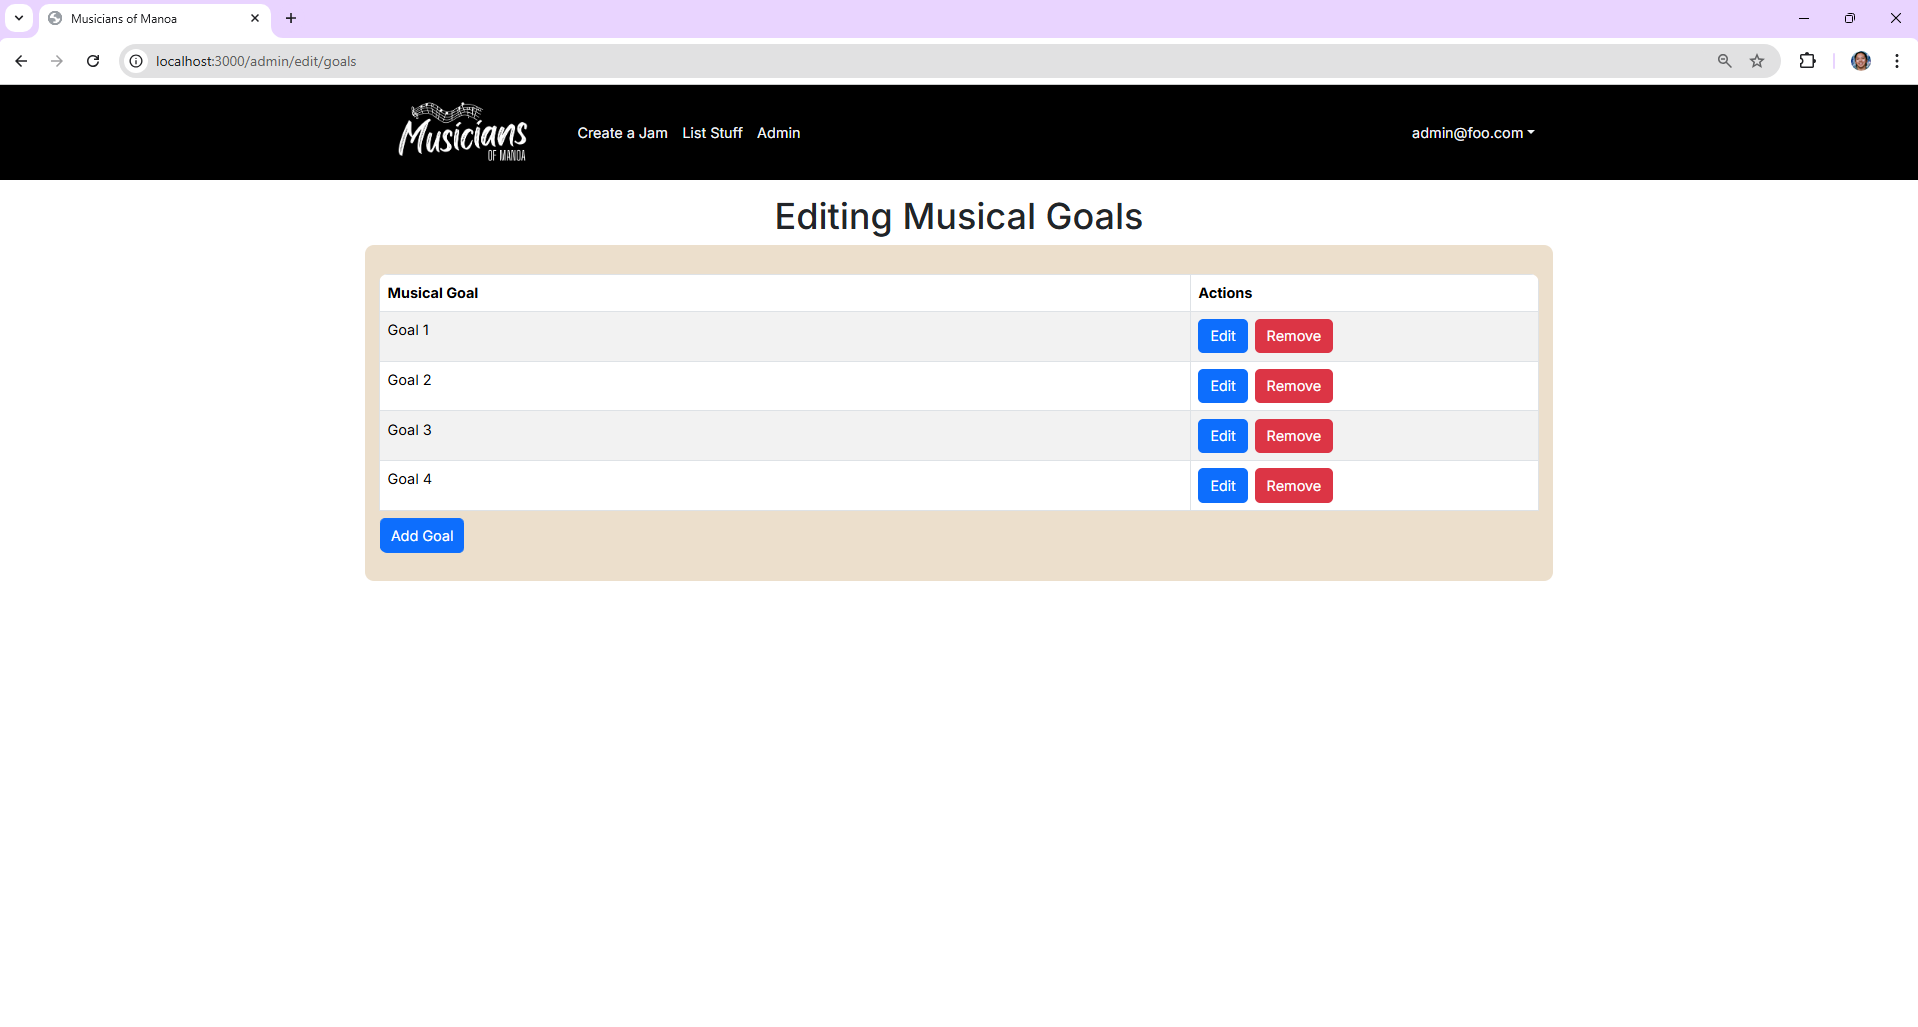 Musicians of Manoa
localhost:3000/admin/edit/goals
Musicians
OF MANOA
Create a Jam List Stuff Admin admin@foo.com
Editing Musical Goals
Musical Goal Actions
Goal 1 Edit Remove
Goal 2 Edit Remove
Goal 3 Edit Remove
Goal 4 Edit Remove
Add Goal